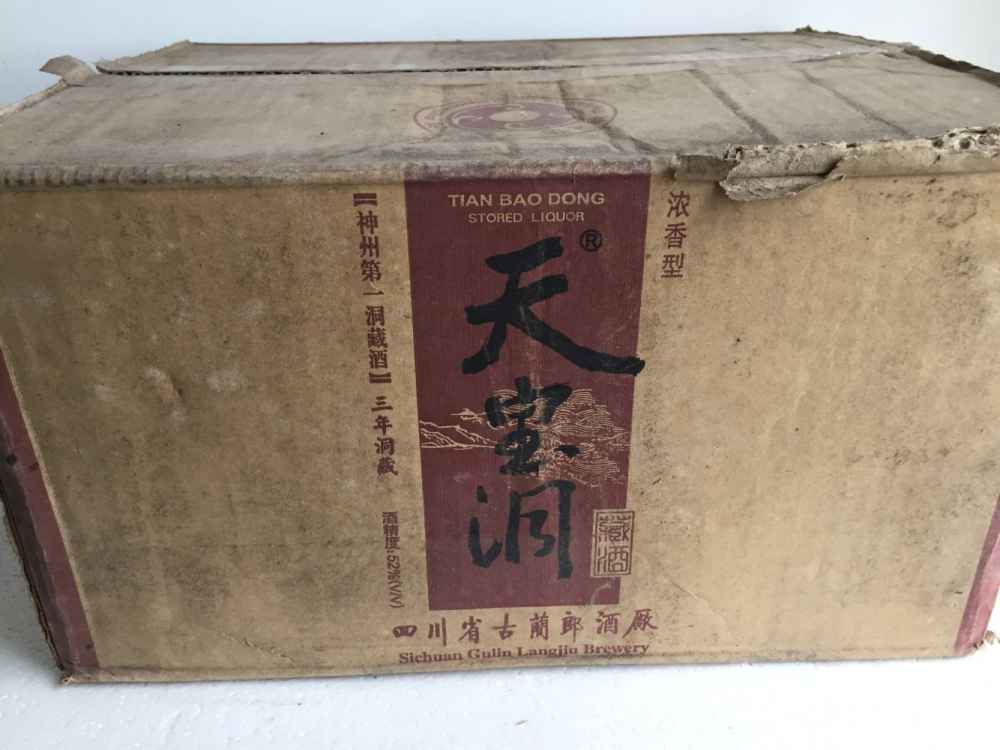 TIAN BAO DONG
STORED LIQUOR
天宝洞®
藏酒
浓香型
【神州第一洞藏酒】三年洞藏
酒精度:52%(V/V)
四川省古蔺郎酒厰
Sichuan Gulin Langjiu Brewery